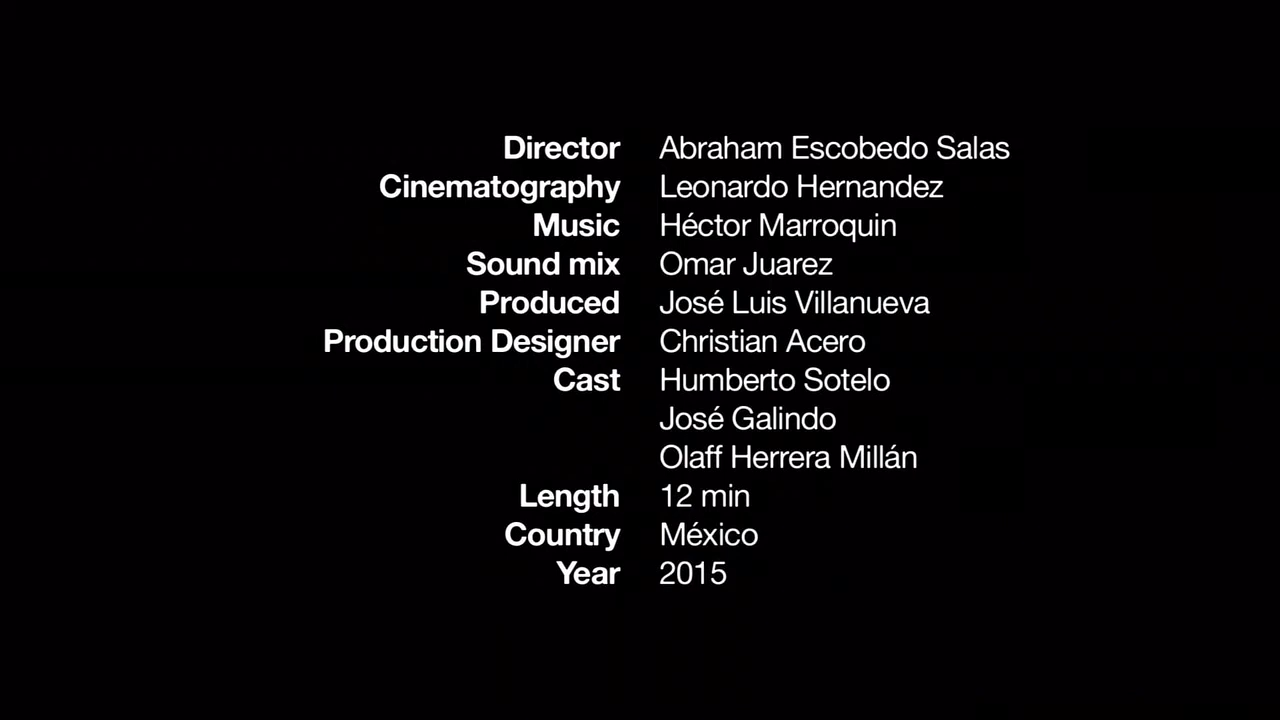 Director Abraham Escobedo Salas
Cinematography Leonardo Hernandez
Music Héctor Marroquin
Sound mix Omar Juarez
Produced José Luis Villanueva
Production Designer Christian Acero
Cast Humberto Sotelo
José Galindo
Olaff Herrera Millán
Length 12 min
Country México
Year 2015